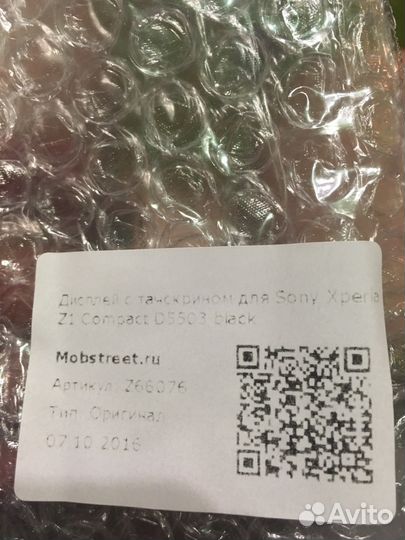 Дисплей с тачскрином для Sony Xperia
Z1 Compact D5503 black
Mobstreet.ru
Артикул: Z66076
Тип: Оригинал
07.10.2016
Avito